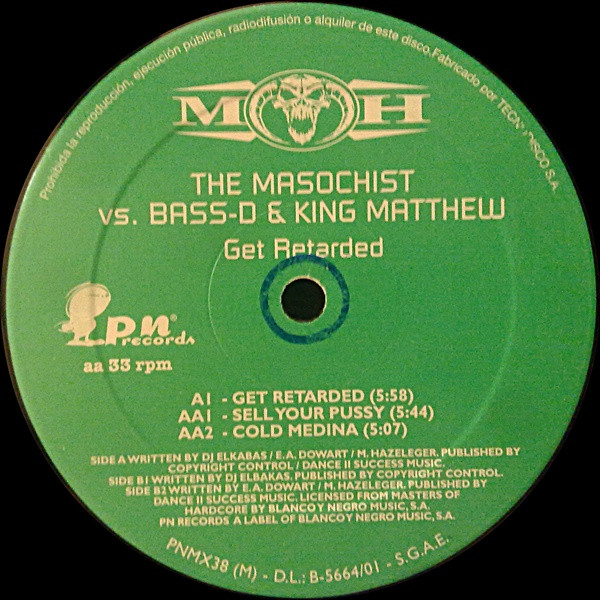 Prohibida la reproducción, ejecución pública, radiodifusión o alquiler de este disco. Fabricado por TECNODISCO S.A.
M H
THE MASOCHIST
vs. BASS-D & KING MATTHEW
Get Retarded
pn®
records
aa 33 rpm
A1 - GET RETARDED (5:58)
AA1 - SELL YOUR PUSSY (5:44)
AA2 - COLD MEDINA (5:07)
SIDE A WRITTEN BY DJ ELKABAS / E.A. DOWART / M. HAZELEGER. PUBLISHED BY
COPYRIGHT CONTROL / DANCE II SUCCESS MUSIC.
SIDE B1 WRITTEN BY DJ ELBAKAS. PUBLISHED BY COPYRIGHT CONTROL.
SIDE B2 WRITTEN BY E.A. DOWART / M. HAZELEGER. PUBLISHED BY
DANCE II SUCCESS MUSIC. LICENSED FROM MASTERS OF
HARDCORE BY BLANCO Y NEGRO MUSIC, S.A.
PN RECORDS A LABEL OF BLANCO Y NEGRO MUSIC, S.A.
PNMX38 (M) - D.L.: B-5664/01 - S.G.A.E.